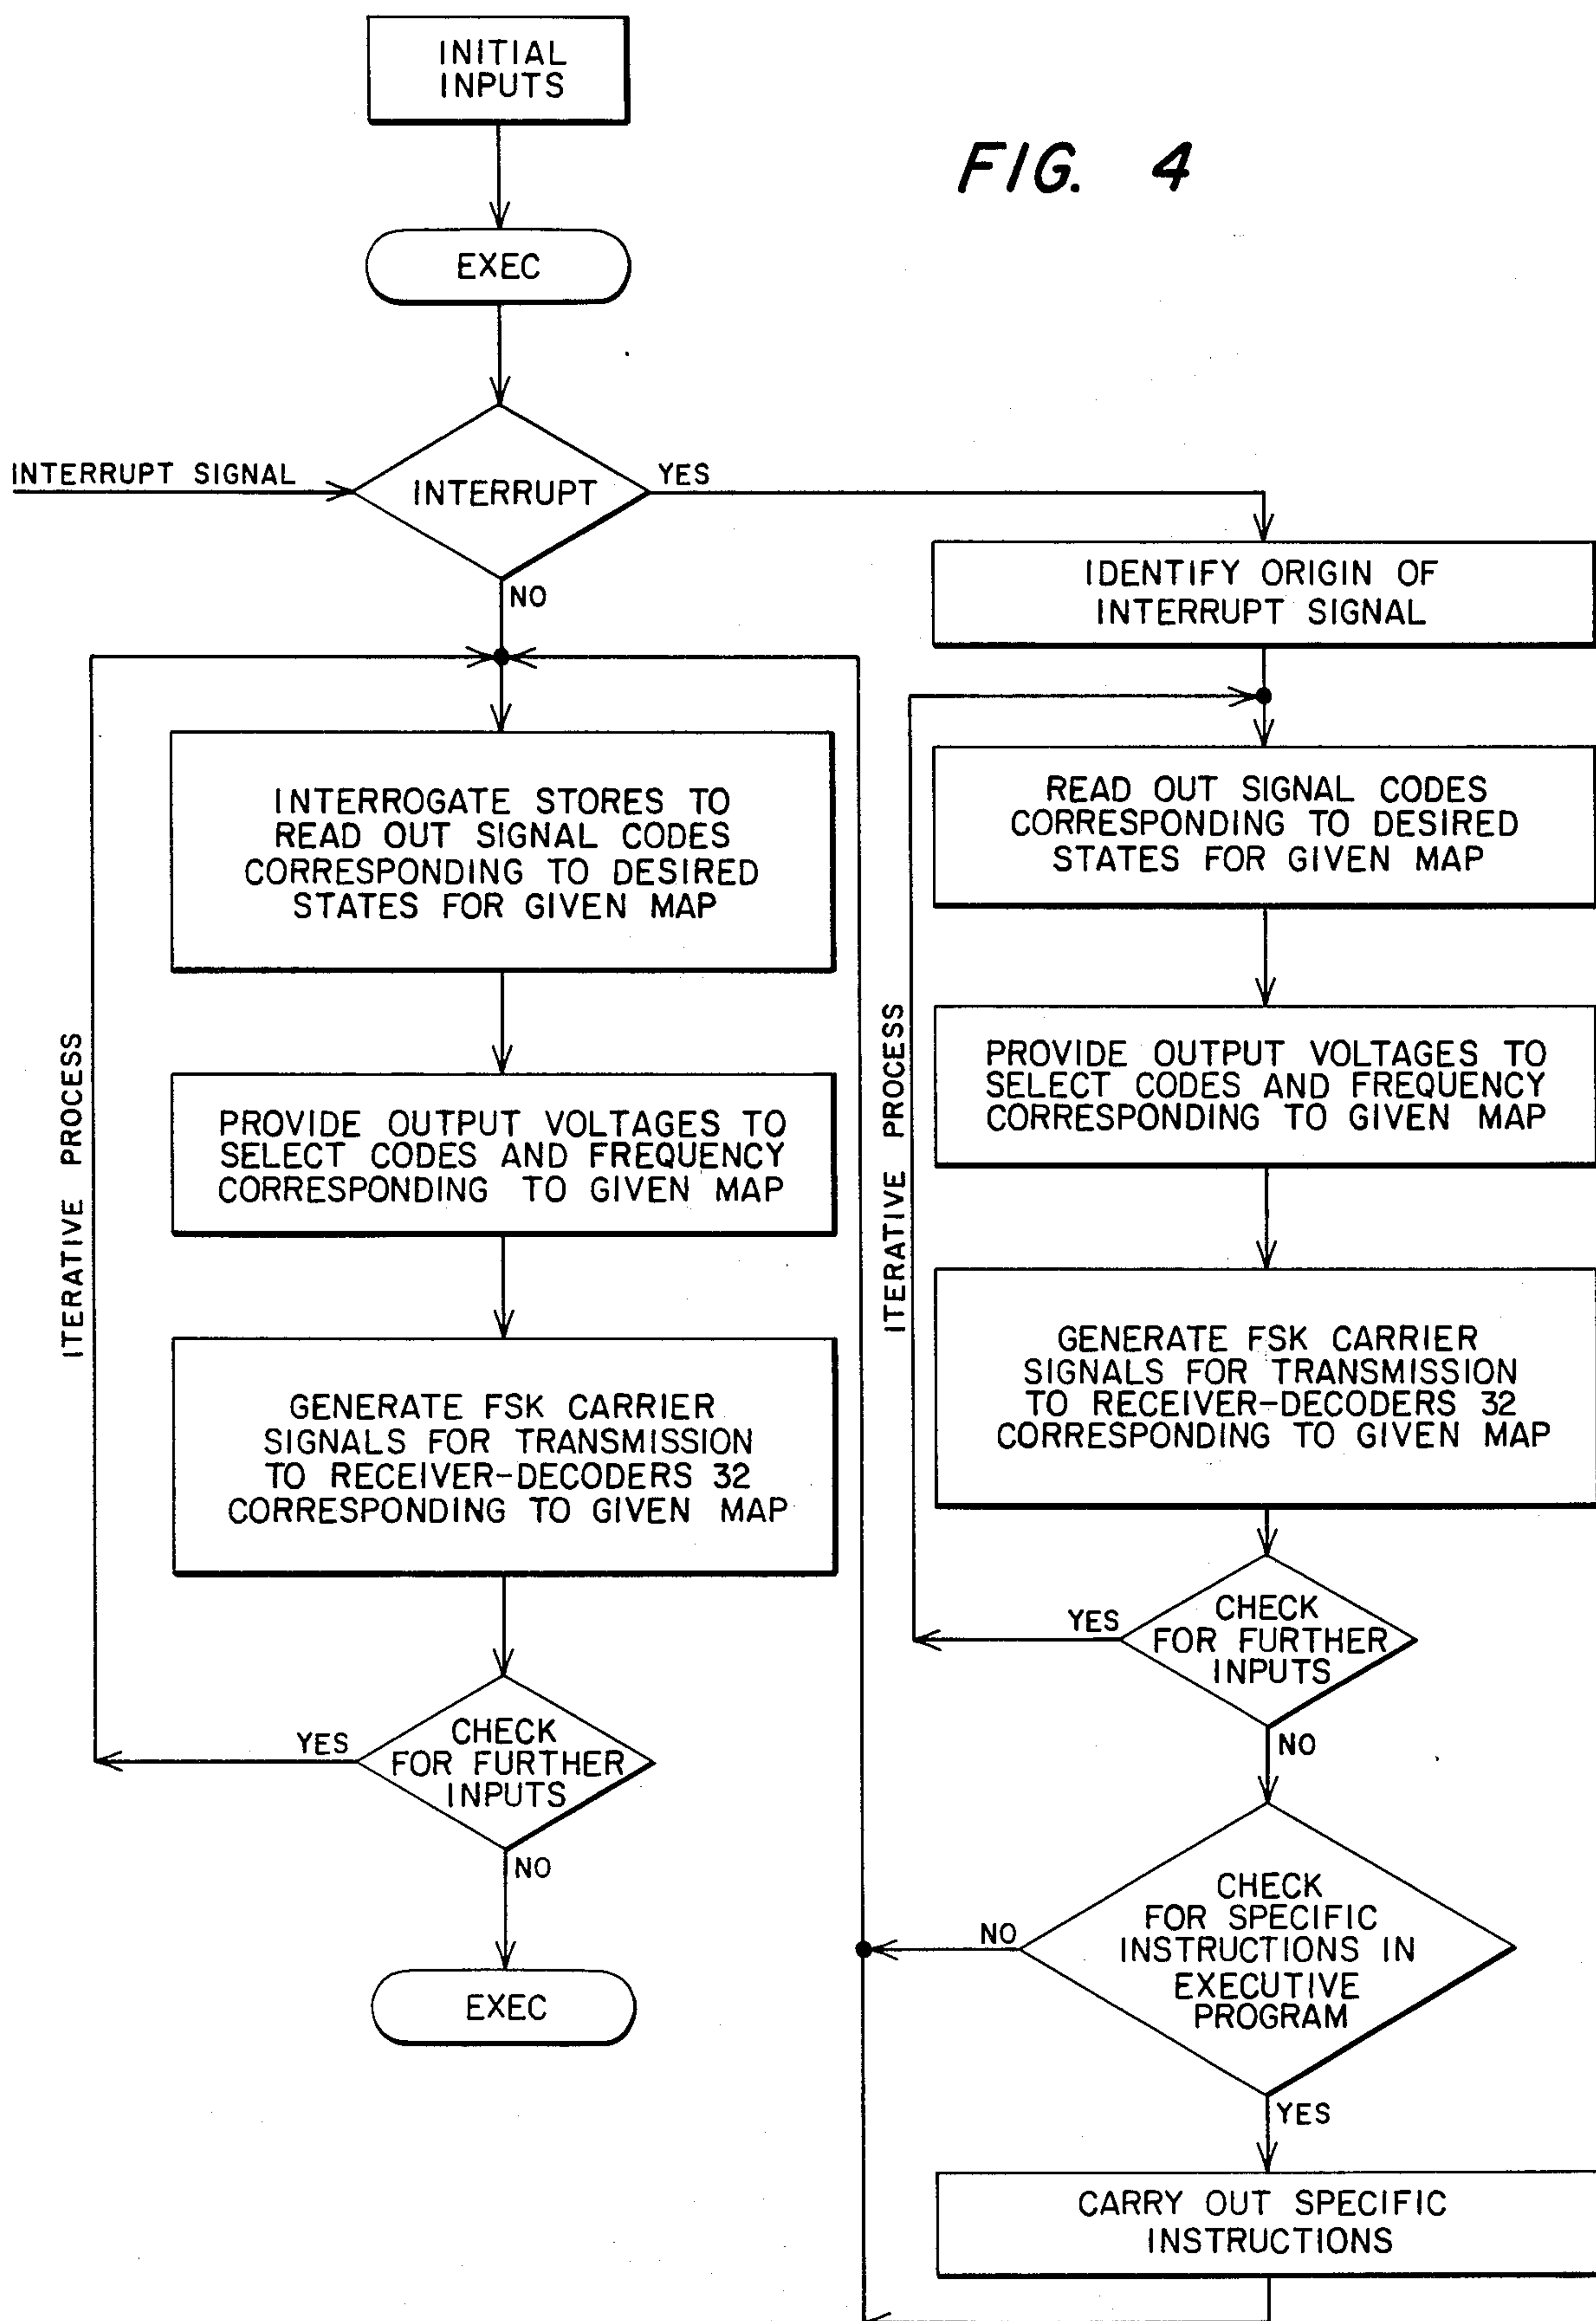 INITIAL
INPUTS
FIG. 4
EXEC
INTERRUPT SIGNAL
INTERRUPT
YES
NO
IDENTIFY ORIGIN OF
INTERRUPT SIGNAL
ITERATIVE PROCESS
INTERROGATE STORES TO
READ OUT SIGNAL CODES
CORRESPONDING TO DESIRED
STATES FOR GIVEN MAP
PROVIDE OUTPUT VOLTAGES TO
SELECT CODES AND FREQUENCY
CORRESPONDING TO GIVEN MAP
GENERATE FSK CARRIER
SIGNALS FOR TRANSMISSION
TO RECEIVER-DECODERS 32
CORRESPONDING TO GIVEN MAP
YES
CHECK
FOR FURTHER
INPUTS
NO
EXEC
ITERATIVE PROCESS
READ OUT SIGNAL CODES
CORRESPONDING TO DESIRED
STATES FOR GIVEN MAP
PROVIDE OUTPUT VOLTAGES TO
SELECT CODES AND FREQUENCY
CORRESPONDING TO GIVEN MAP
GENERATE FSK CARRIER
SIGNALS FOR TRANSMISSION
TO RECEIVER-DECODERS 32
CORRESPONDING TO GIVEN MAP
YES
CHECK
FOR FURTHER
INPUTS
NO
NO
CHECK
FOR SPECIFIC
INSTRUCTIONS IN
EXECUTIVE
PROGRAM
YES
CARRY OUT SPECIFIC
INSTRUCTIONS